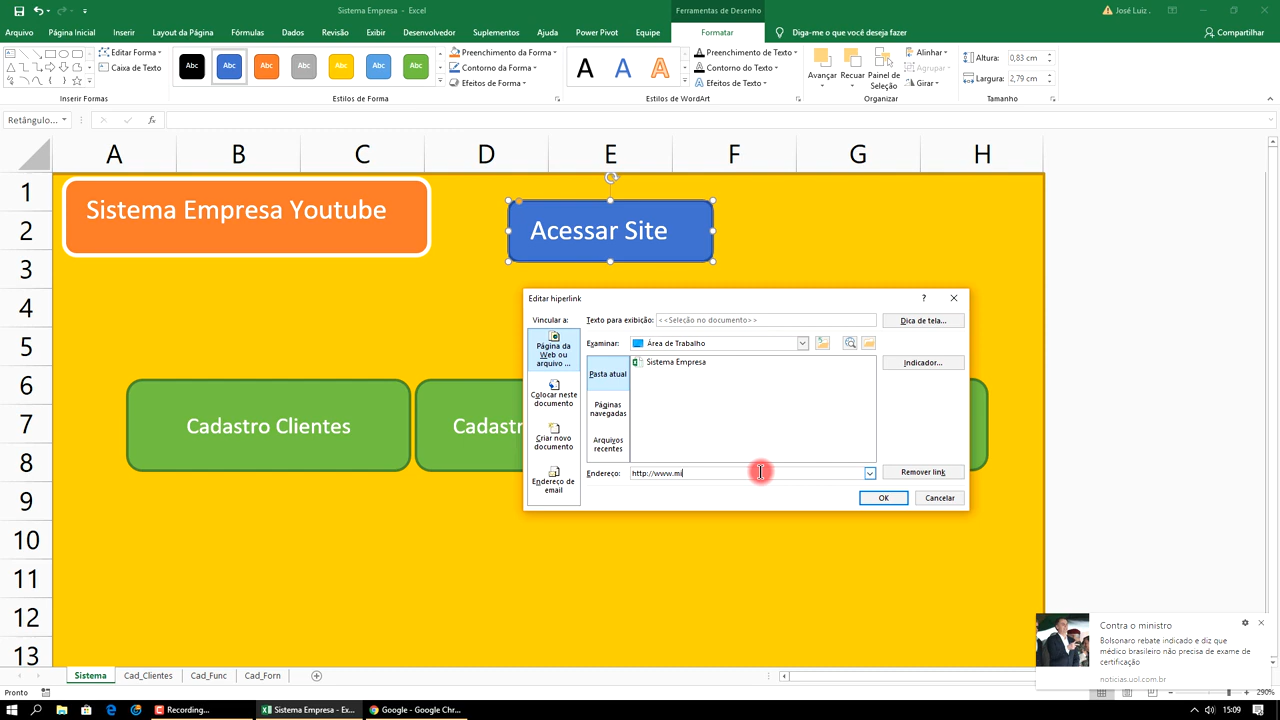 Sistema Empresa - Excel
Ferramentas de Desenho
José Luiz .
Arquivo Página Inicial Inserir Layout da Página Fórmulas Dados Revisão Exibir Desenvolvedor Suplementos Ajuda Power Pivot Equipe Formatar Diga-me o que você deseja fazer Compartilhar
Editar Forma
Caixa de Texto
Inserir Formas
Abc Abc Abc Abc Abc Abc Abc
Preenchimento da Forma
Contorno da Forma
Efeitos de Forma
Estilos de Forma
A A A
Preenchimento de Texto
Contorno do Texto
Efeitos de Texto
Estilos de WordArt
Avançar
Recuar
Painel de
Seleção
Alinhar
Agrupar
Girar
Organizar
Altura: 0,83 cm
Largura: 2,79 cm
Tamanho
Retângulo...
fx
A B C D E F G H
1
2
3
4
5
6
7
8
9
10
11
12
13
Sistema Empresa Youtube
Acessar Site
Cadastro Clientes
Cadastr
Editar hiperlink
?
Vincular a:
Texto para exibição: <<Seleção no documento>>
Dica de tela...
Página da
Web ou
arquivo ...
Colocar neste
documento
Criar novo
documento
Endereço de
email
Examinar: Área de Trabalho
Pasta atual
Páginas
navegadas
Arquivos
recentes
Sistema Empresa
Indicador...
Endereço: http://www.mi
Remover link
OK
Cancelar
Contra o ministro
Bolsonaro rebate indicado e diz que
médico brasileiro não precisa de exame de
certificação
noticias.uol.com.br
Sistema Cad_Clientes Cad_Func Cad_Forn
Pronto
290%
Recording...
Sistema Empresa - Ex...
Google - Google Chr...
15:09